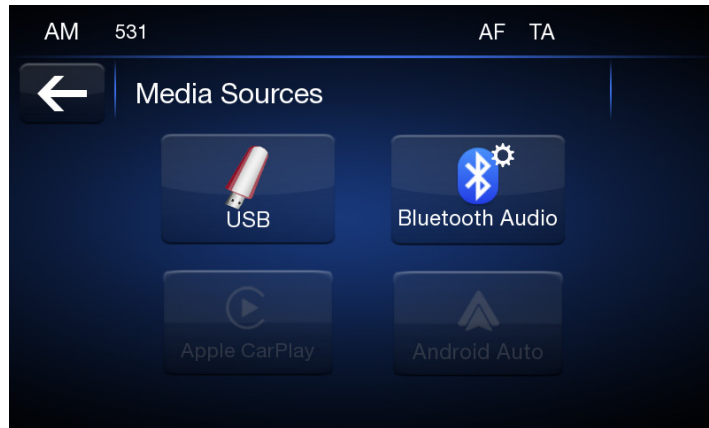 AM 531 AF TA
Media Sources
USB Bluetooth Audio
Apple CarPlay Android Auto